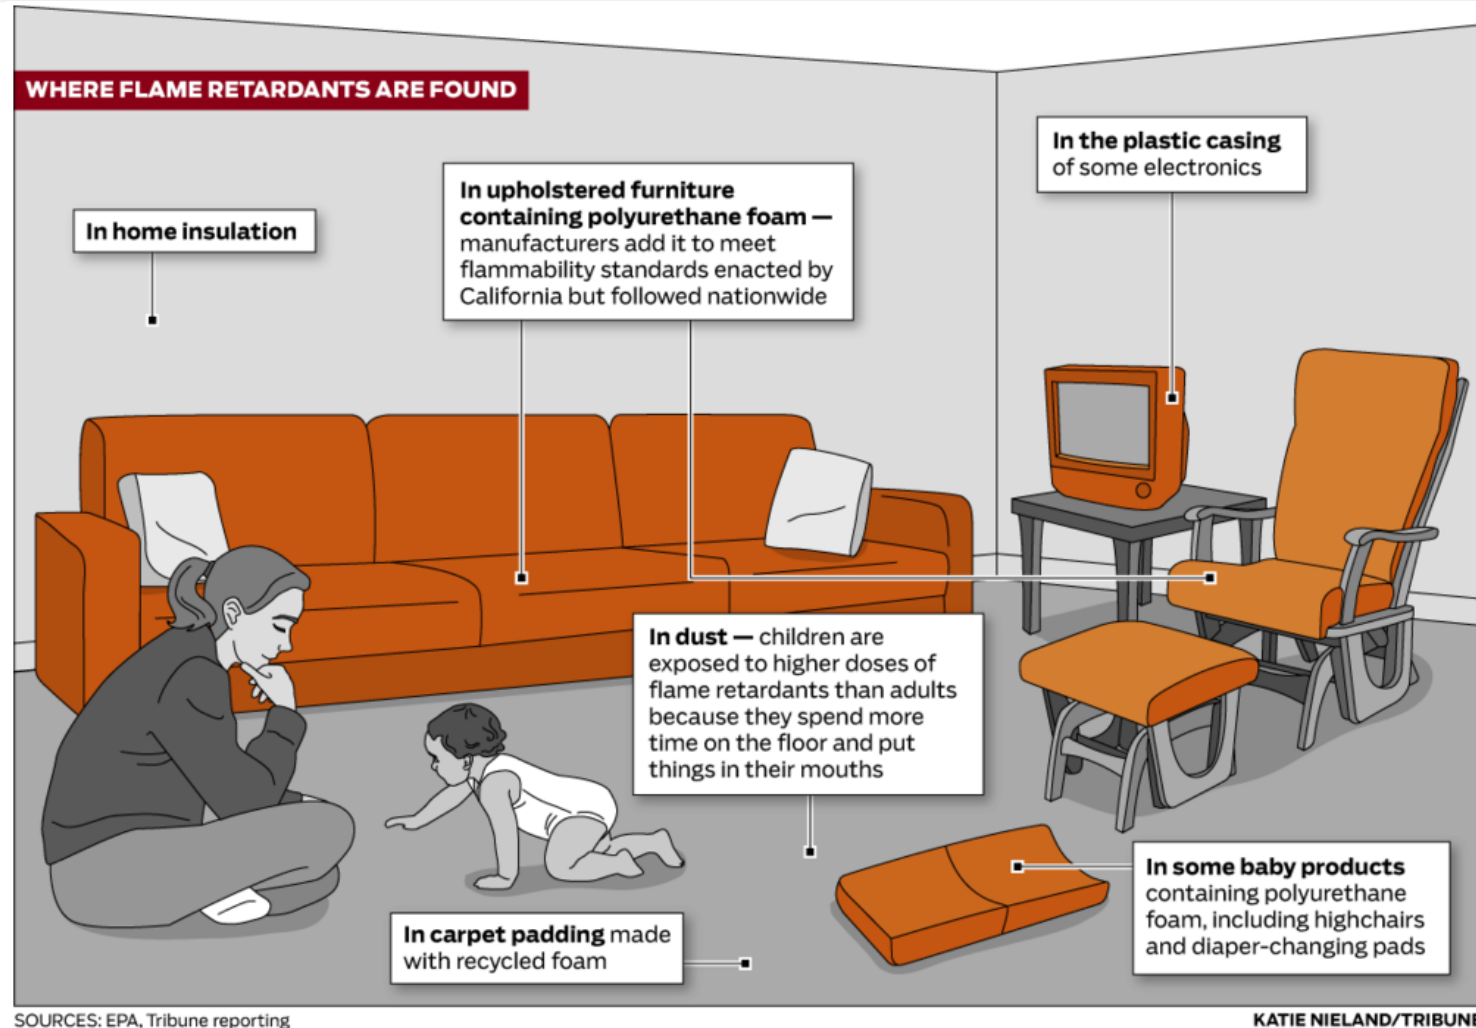 WHERE FLAME RETARDANTS ARE FOUND
In home insulation
In upholstered furniture
containing polyurethane foam —
manufacturers add it to meet
flammability standards enacted by
California but followed nationwide
In the plastic casing
of some electronics
In dust — children are
exposed to higher doses of
flame retardants than adults
because they spend more
time on the floor and put
things in their mouths
In some baby products
containing polyurethane
foam, including highchairs
and diaper-changing pads
In carpet padding made
with recycled foam
SOURCES: EPA, Tribune reporting
KATIE NIELAND/TRIBUNE